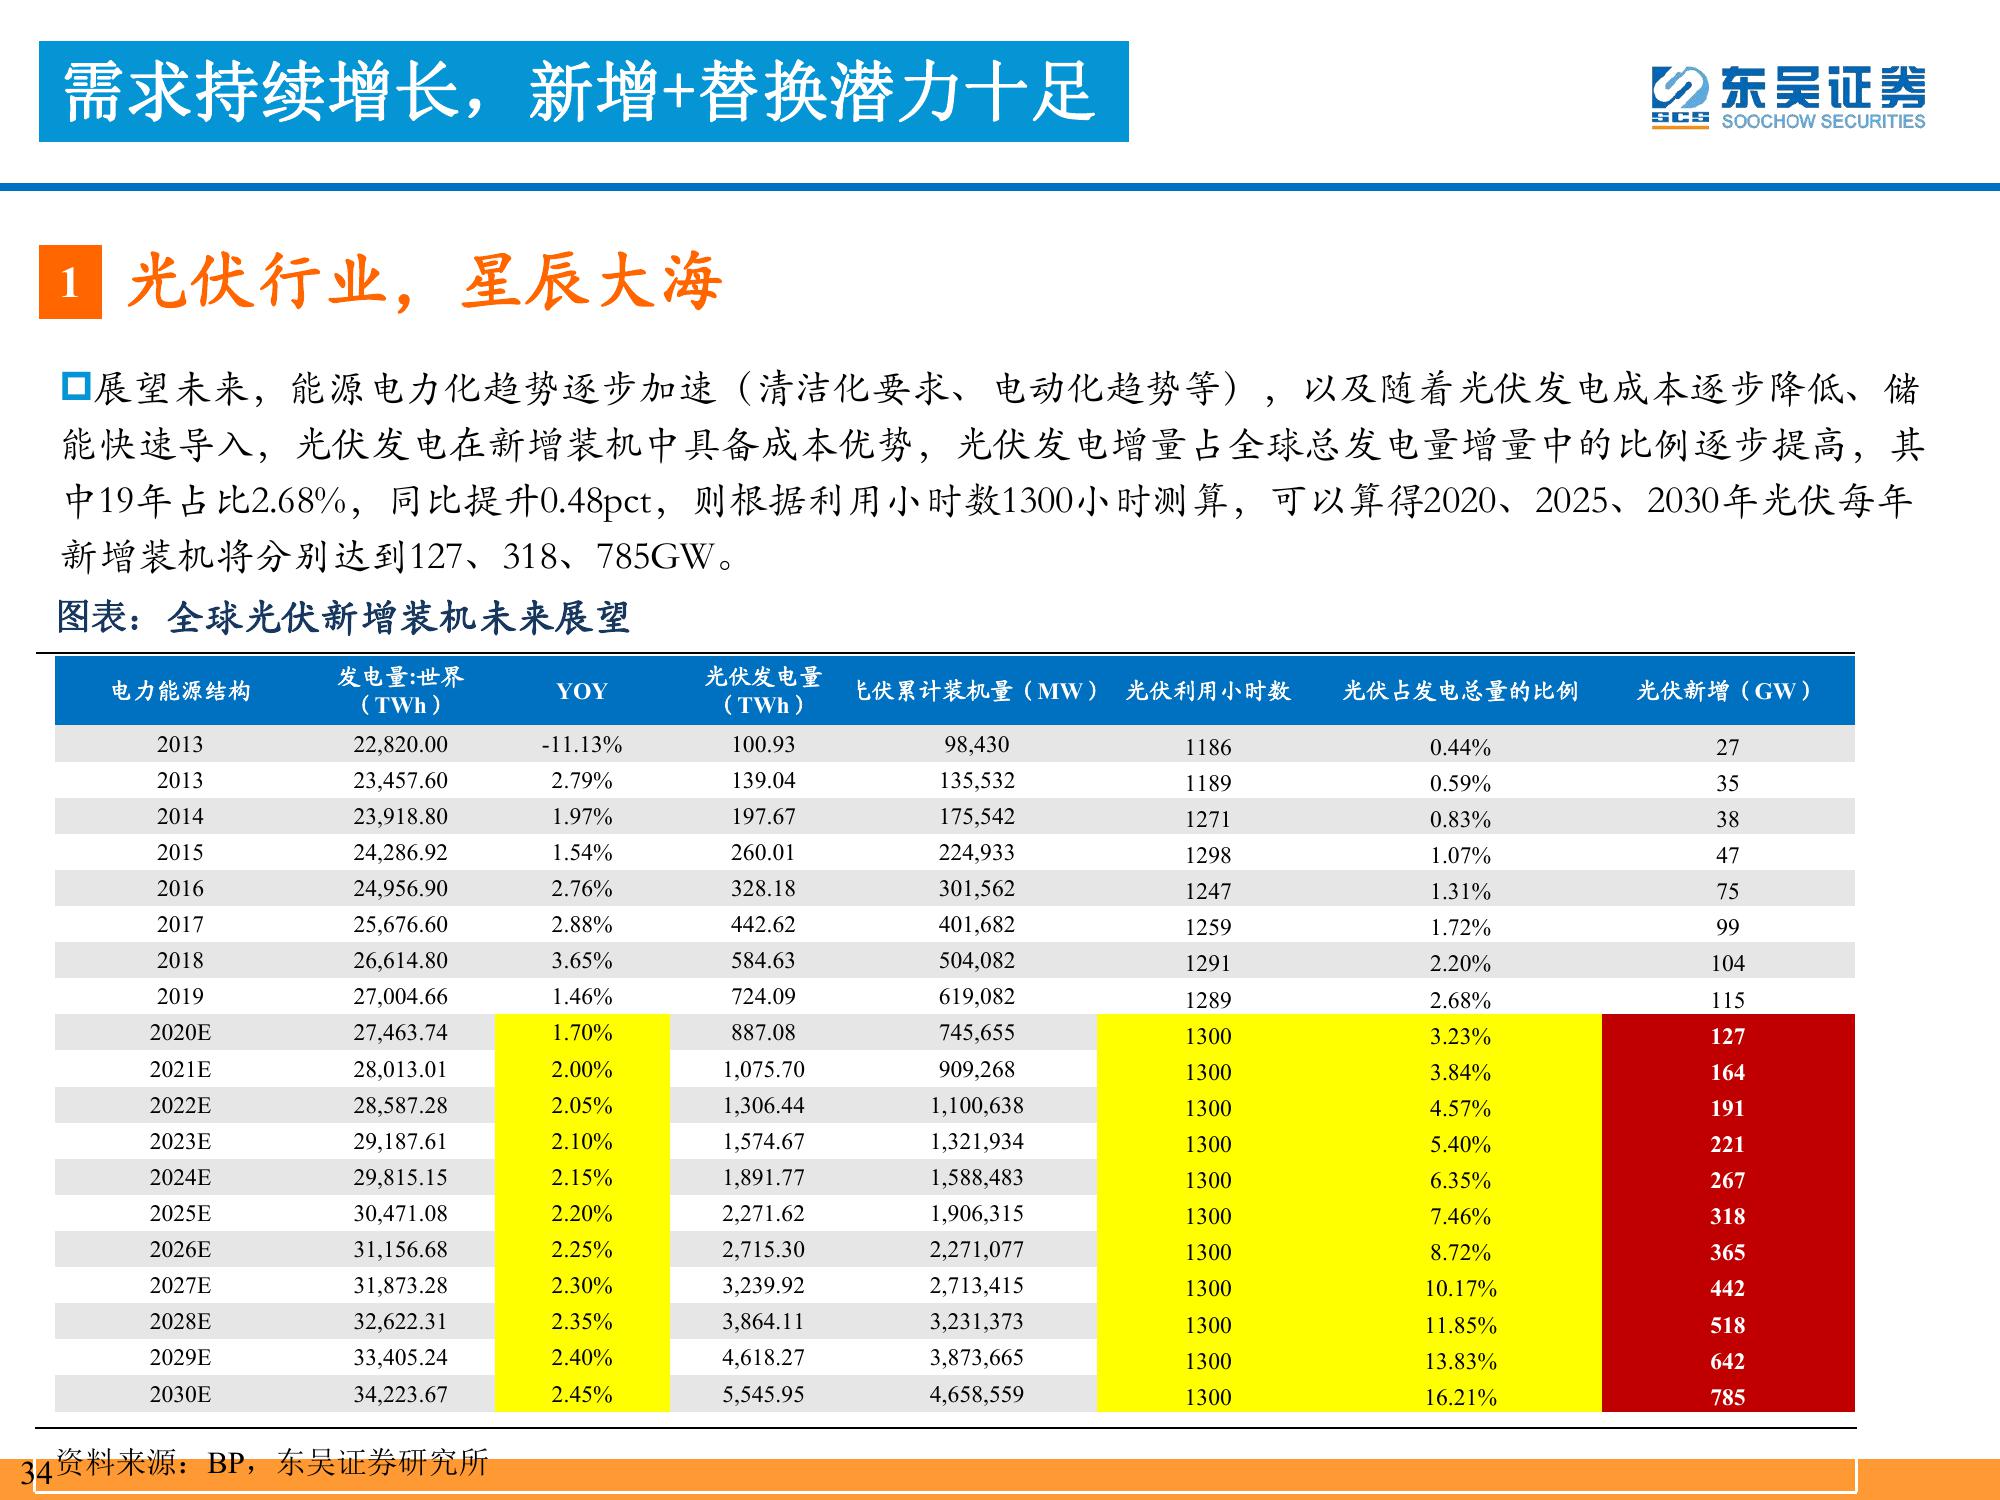 需求持续增长，新增+替换潜力十足
东吴证券
SCS
SOOCHOW SECURITIES
1 光伏行业，星辰大海
展望未来，能源电力化趋势逐步加速（清洁化要求、电动化趋势等），以及随着光伏发电成本逐步降低、储
能快速导入，光伏发电在新增装机中具备成本优势，光伏发电增量占全球总发电量增量中的比例逐步提高，其
中19年占比2.68%，同比提升0.48pct，则根据利用小时数1300小时测算，可以算得2020、2025、2030年光伏每年
新增装机将分别达到127、318、785GW。
图表：全球光伏新增装机未来展望
电力能源结构 发电量:世界（TWh） YOY 光伏发电量（TWh） 伏累计装机量（MW） 光伏利用小时数 光伏占发电总量的比例 光伏新增（GW）
2013 22,820.00 -11.13% 100.93 98,430 1186 0.44% 27
2013 23,457.60 2.79% 139.04 135,532 1189 0.59% 35
2014 23,918.80 1.97% 197.67 175,542 1271 0.83% 38
2015 24,286.92 1.54% 260.01 224,933 1298 1.07% 47
2016 24,956.90 2.76% 328.18 301,562 1247 1.31% 75
2017 25,676.60 2.88% 442.62 401,682 1259 1.72% 99
2018 26,614.80 3.65% 584.63 504,082 1291 2.20% 104
2019 27,004.66 1.46% 724.09 619,082 1289 2.68% 115
2020E 27,463.74 1.70% 887.08 745,655 1300 3.23% 127
2021E 28,013.01 2.00% 1,075.70 909,268 1300 3.84% 164
2022E 28,587.28 2.05% 1,306.44 1,100,638 1300 4.57% 191
2023E 29,187.61 2.10% 1,574.67 1,321,934 1300 5.40% 221
2024E 29,815.15 2.15% 1,891.77 1,588,483 1300 6.35% 267
2025E 30,471.08 2.20% 2,271.62 1,906,315 1300 7.46% 318
2026E 31,156.68 2.25% 2,715.30 2,271,077 1300 8.72% 365
2027E 31,873.28 2.30% 3,239.92 2,713,415 1300 10.17% 442
2028E 32,622.31 2.35% 3,864.11 3,231,373 1300 11.85% 518
2029E 33,405.24 2.40% 4,618.27 3,873,665 1300 13.83% 642
2030E 34,223.67 2.45% 5,545.95 4,658,559 1300 16.21% 785
资料来源：BP，东吴证券研究所
34